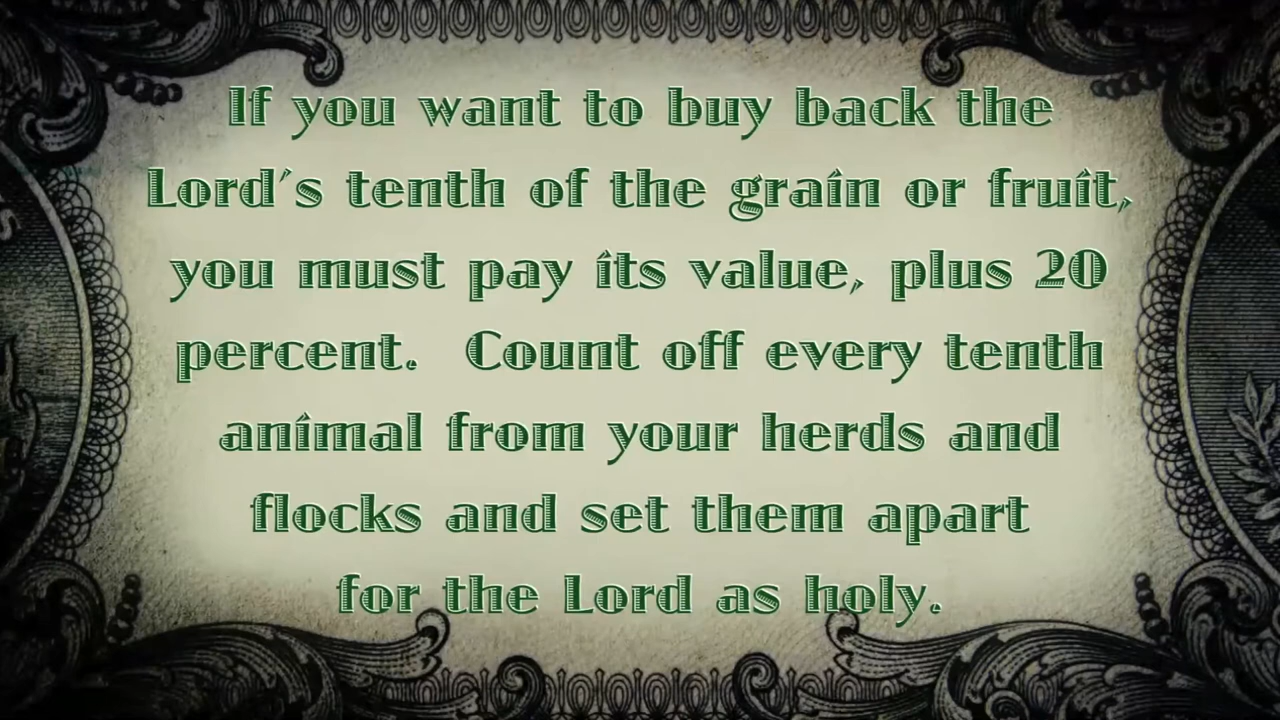 If you want to buy back the
Lord's tenth of the grain or fruit,
you must pay its value, plus 20
percent.  Count off every tenth
animal from your herds and
flocks and set them apart
for the Lord as holy.